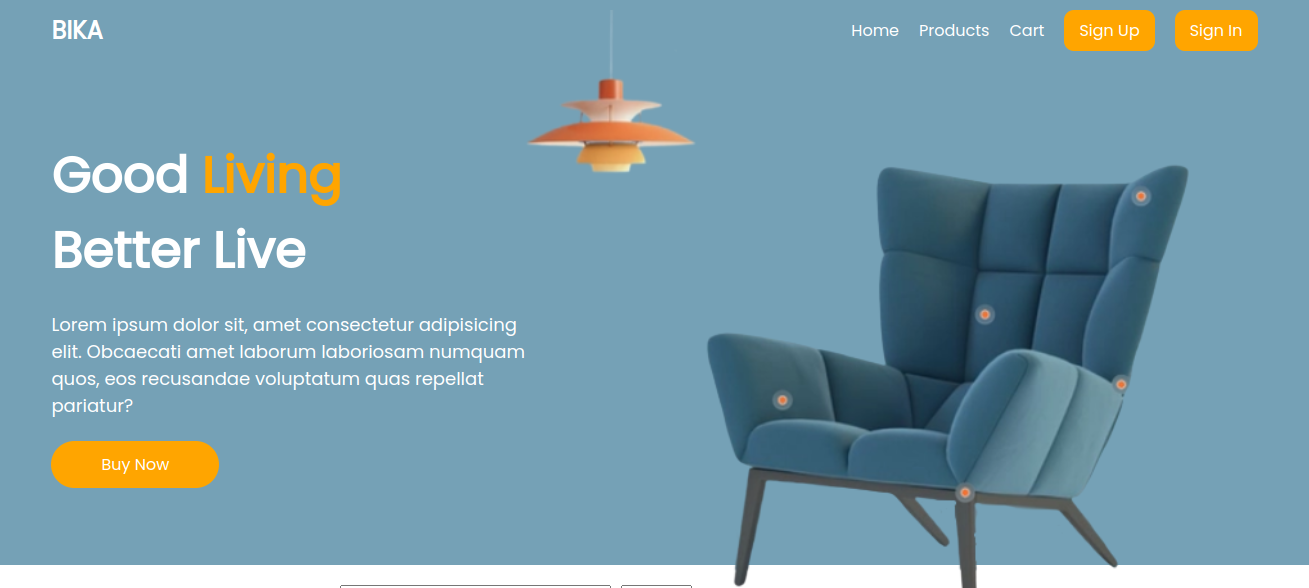 BIKA
Home Products Cart Sign Up Sign In
Good Living
Better Live
Lorem ipsum dolor sit, amet consectetur adipisicing
elit. Obcaecati amet laborum laboriosam numquam
quos, eos recusandae voluptatum quas repellat
pariatur?
Buy Now